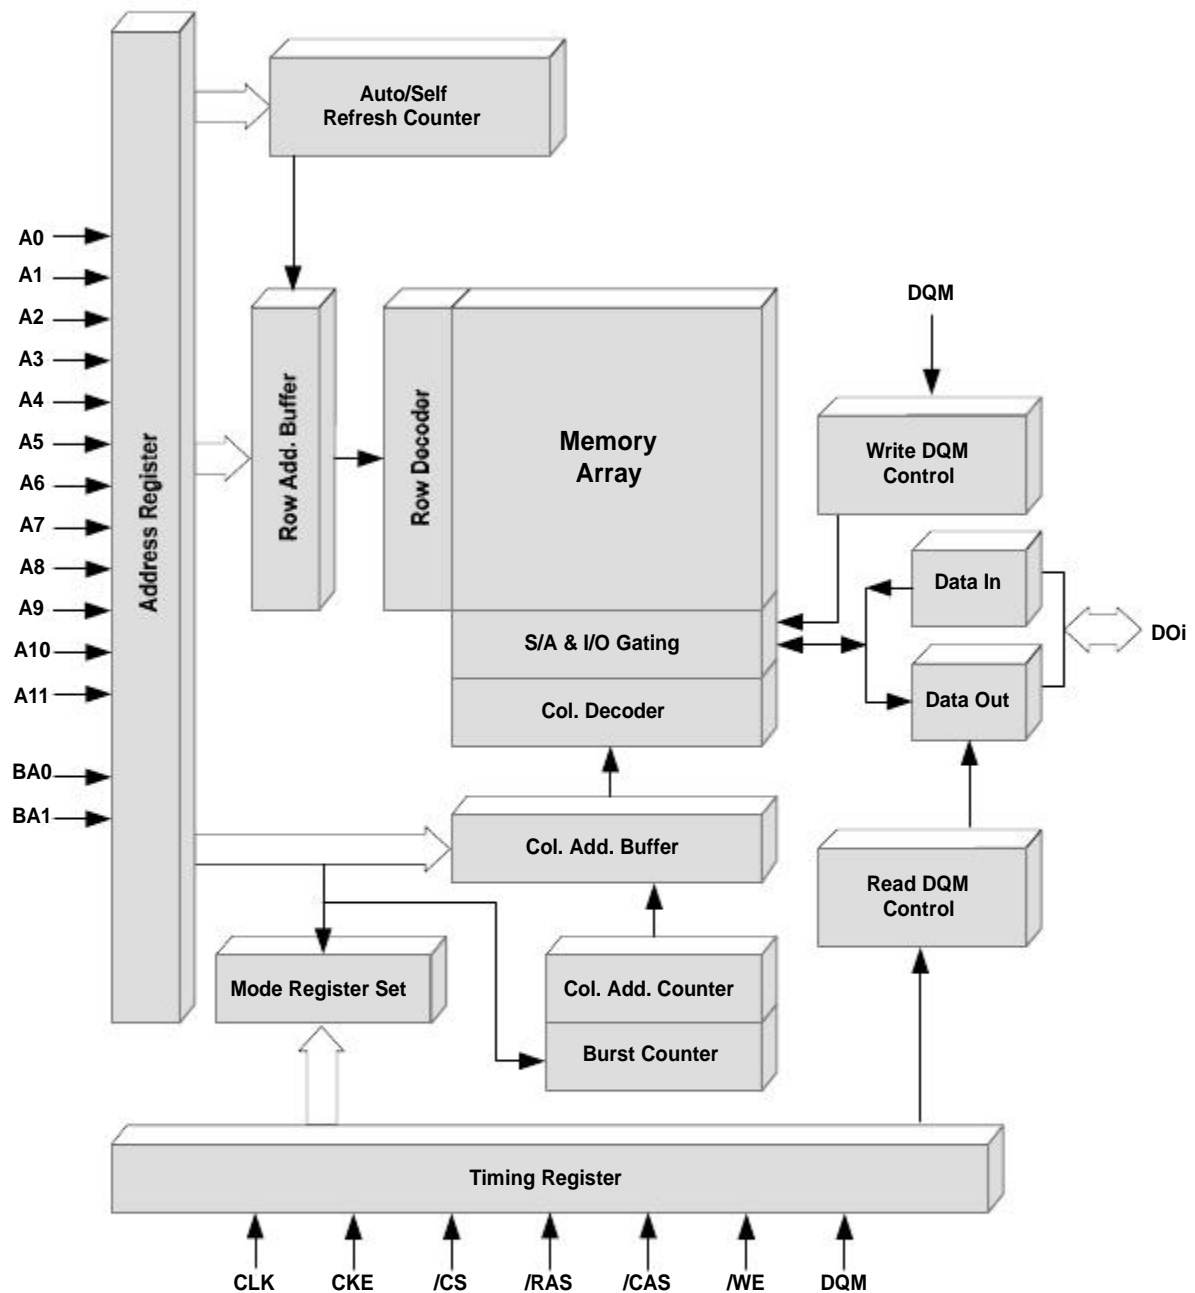 Auto/Self
Refresh Counter
A0
A1
A2
A3
A4
A5
A6
A7
A8
A9
A10
A11
BA0
BA1
Address Register
Row Add. Buffer
Row Docodor
Memory
Array
S/A & I/O Gating
Col. Decoder
DQM
Write DQM
Control
Data In
Data Out
DOi
Col. Add. Buffer
Read DQM
Control
Mode Register Set
Col. Add. Counter
Burst Counter
Timing Register
CLK
CKE
/CS
/RAS
/CAS
/WE
DQM